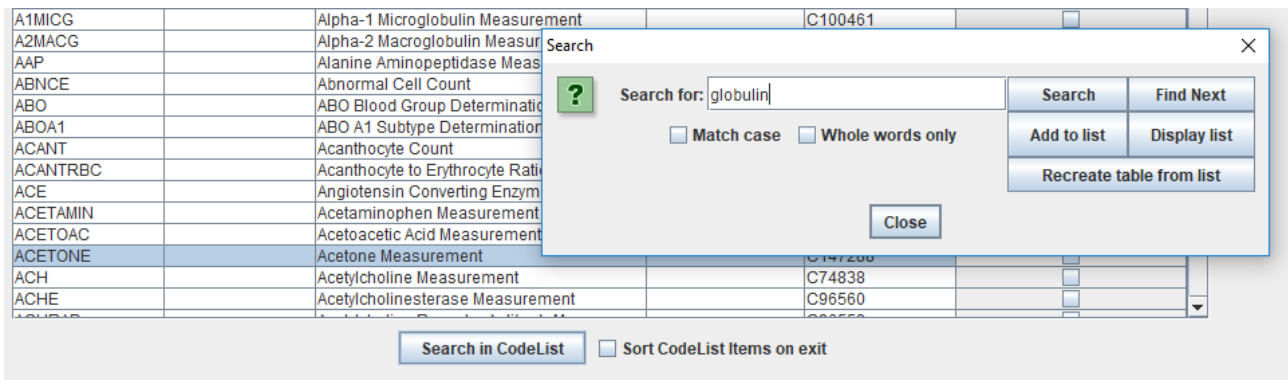 A1MICG Alpha-1 Microglobulin Measurement C100461
A2MACG Alpha-2 Macroglobulin Measur
AAP Alanine Aminopeptidase Meas
ABNCE Abnormal Cell Count
ABO ABO Blood Group Determinatic
ABOA1 ABO A1 Subtype Determination
ACANT Acanthocyte Count
ACANTRBC Acanthocyte to Erythrocyte Rati
ACE Angiotensin Converting Enzym
ACETAMIN Acetaminophen Measurement
ACETOAC Acetoacetic Acid Measurement
ACETONE Acetone Measurement C147288
ACH Acetylcholine Measurement C74838
ACHE Acetylcholinesterase Measurement C96560
Search
Search for: globulin
Search Find Next
Match case Whole words only
Add to list Display list
Recreate table from list
Close
Search in CodeList Sort CodeList Items on exit